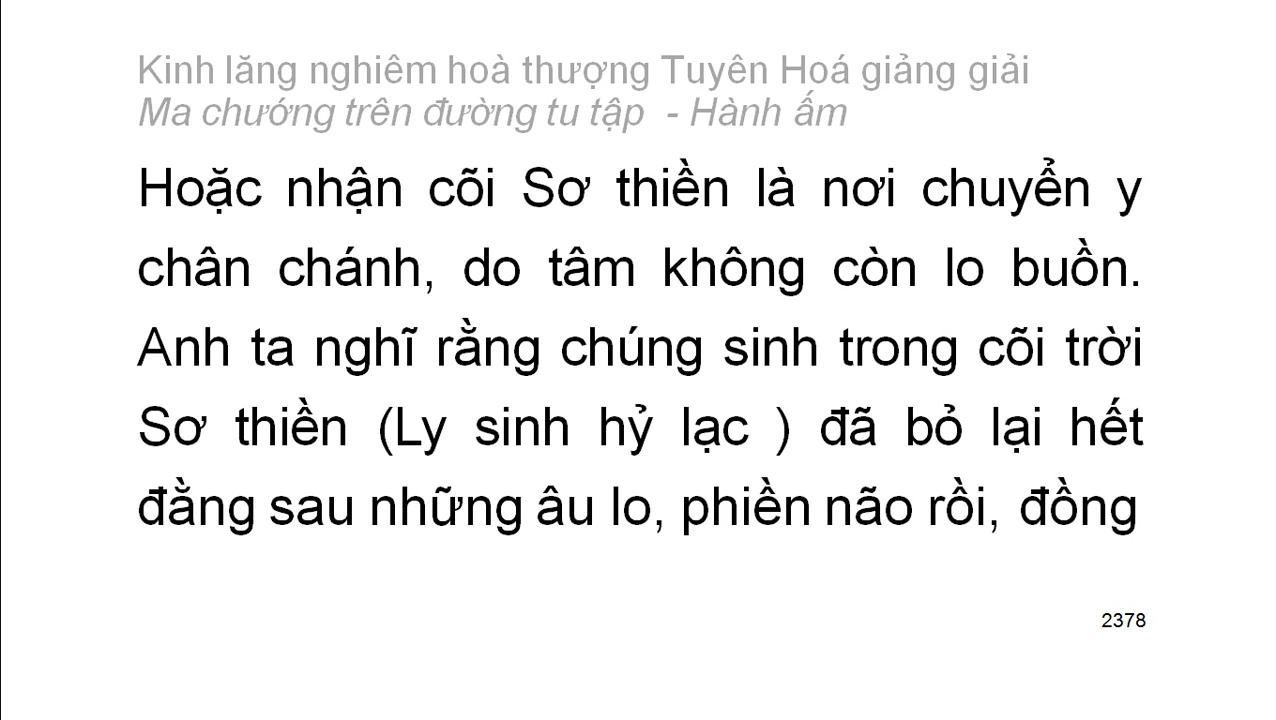 Kinh lăng nghiêm hoà thượng Tuyên Hoá giảng giải
Ma chướng trên đường tu tập - Hành ấm
Hoặc nhận cõi Sơ thiền là nơi chuyển y
chân chánh, do tâm không còn lo buồn.
Anh ta nghĩ rằng chúng sinh trong cõi trời
Sơ thiền (Ly sinh hỷ lạc ) đã bỏ lại hết
đằng sau những âu lo, phiền não rồi, đồng
2378